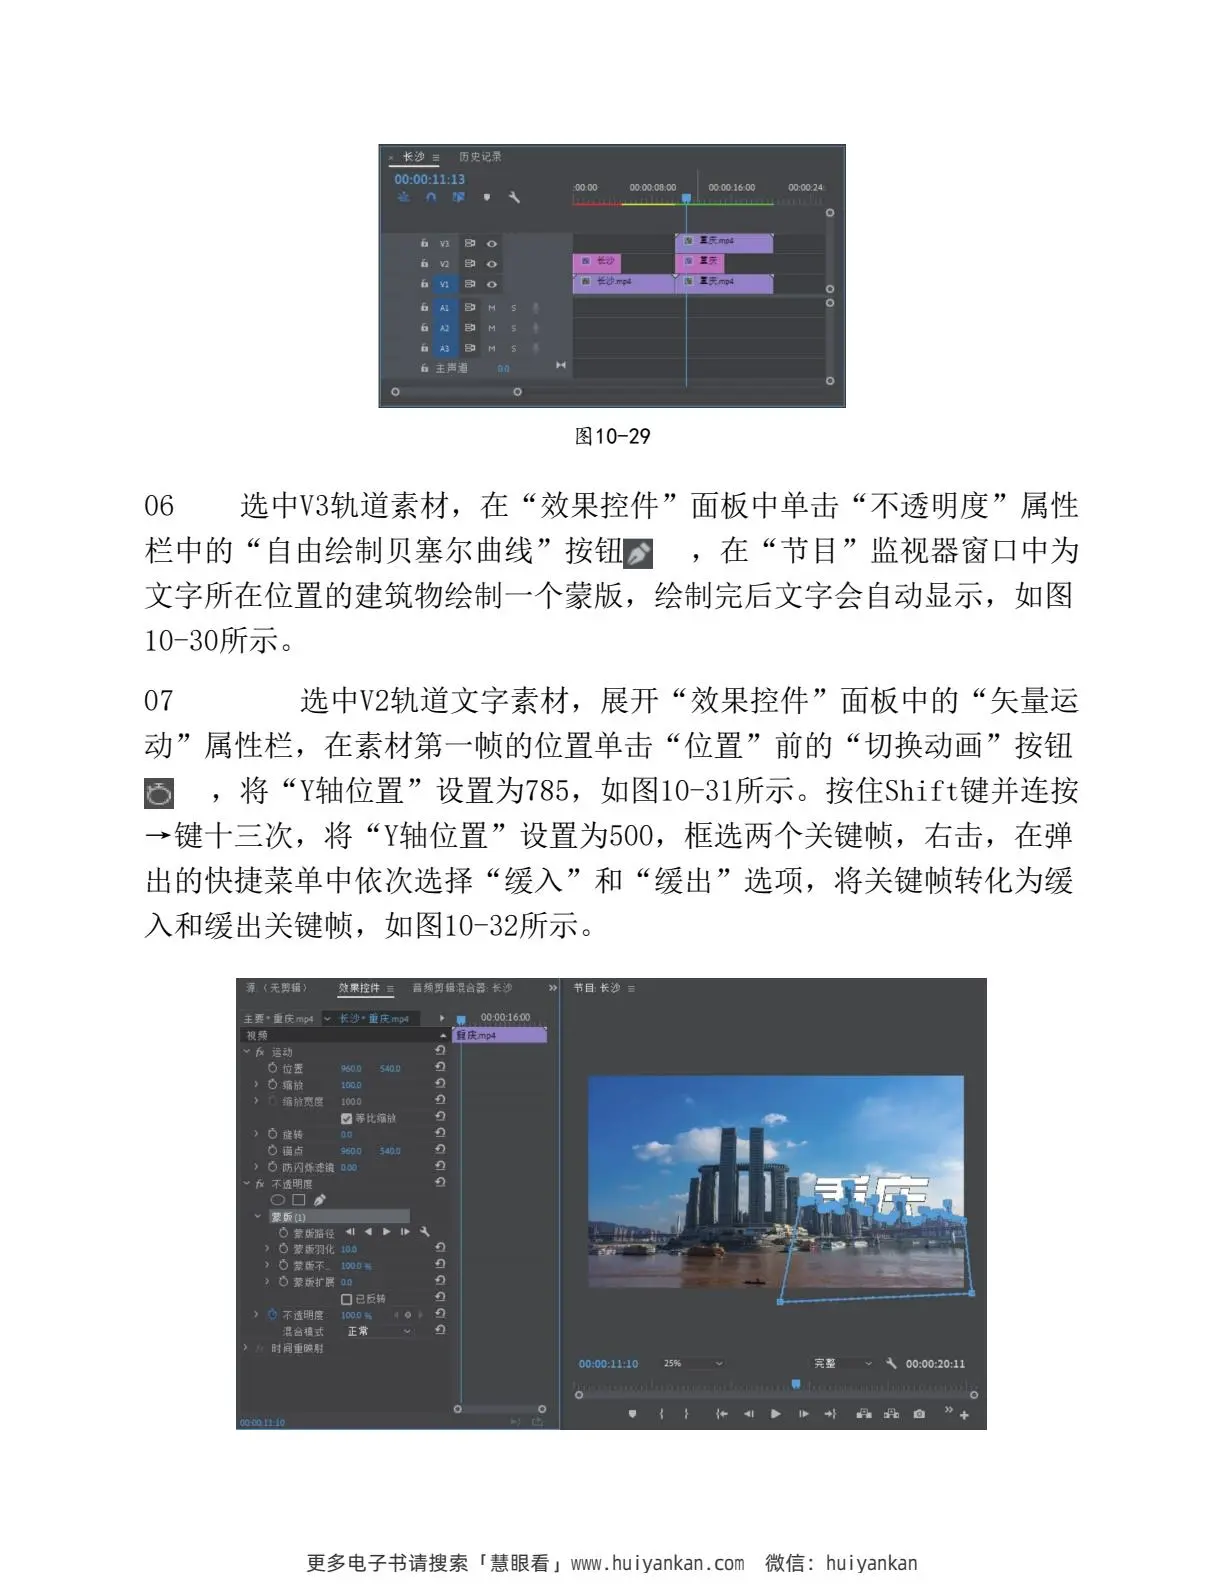 × 长沙 ≡ 历史记录
00:00:11:13
:00:00 00:00:08:00 00:00:16:00 00:00:24:
V3 重庆.mp4
V2 长沙 重庆
V1 长沙.mp4 重庆.mp4
A1 M S
A2 M S
A3 M S
主声道 0.0
图10-29
06 选中V3轨道素材，在“效果控件”面板中单击“不透明度”属性
栏中的“自由绘制贝塞尔曲线”按钮 ，在“节目”监视器窗口中为
文字所在位置的建筑物绘制一个蒙版，绘制完后文字会自动显示，如图
10-30所示。
07 选中V2轨道文字素材，展开“效果控件”面板中的“矢量运
动”属性栏，在素材第一帧的位置单击“位置”前的“切换动画”按钮
，将“Y轴位置”设置为785，如图10-31所示。按住Shift键并连按
→键十三次，将“Y轴位置”设置为500，框选两个关键帧，右击，在弹
出的快捷菜单中依次选择“缓入”和“缓出”选项，将关键帧转化为缓
入和缓出关键帧，如图10-32所示。
源:（无剪辑） 效果控件 ≡ 音频剪辑混合器: 长沙 » 节目: 长沙 ≡
主要 * 重庆.mp4 长沙 * 重庆.mp4 00:00:16:00
视频 重庆.mp4
fx 运动
位置 960.0 540.0
缩放 100.0
缩放宽度 100.0
等比缩放
旋转 0.0
锚点 960.0 540.0
防闪烁滤镜 0.00
fx 不透明度
蒙版 (1)
蒙版路径
蒙版羽化 10.0
蒙版不... 100.0 %
蒙版扩展 0.0
已反转
不透明度 100.0 %
混合模式 正常
fx 时间重映射
重庆
00:00:11:10 25% 完整 00:00:20:11
00:00:11:10
更多电子书请搜索「慧眼看」www.huiyankan.com 微信：huiyankan